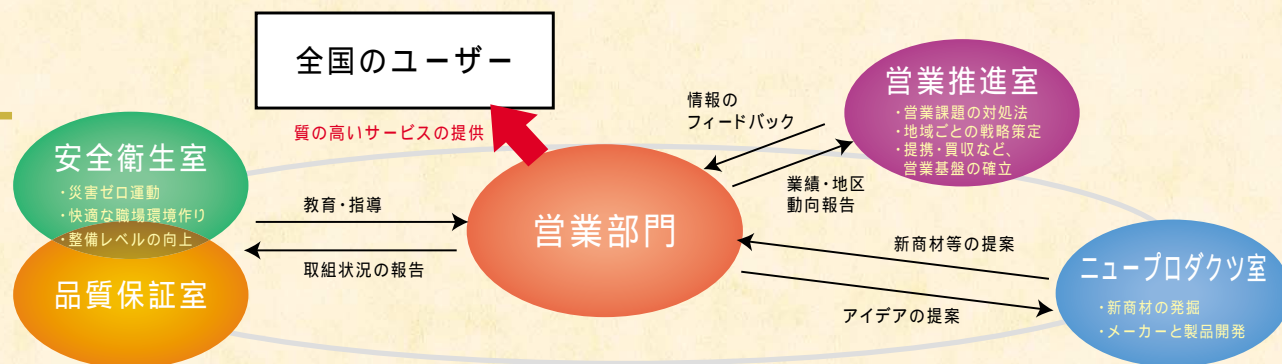 全国のユーザー
質の高いサービスの提供
安全衛生室
・災害ゼロ運動
・快適な職場環境作り
・整備レベルの向上
品質保証室
教育・指導
取組状況の報告
営業部門
情報の
フィードバック
業績・地区
動向報告
営業推進室
・営業課題の対処法
・地域ごとの戦略策定
・提携・買収など、
営業基盤の確立
新商材等の提案
アイデアの提案
ニュープロダクツ室
・新商材の発掘
・メーカーと製品開発